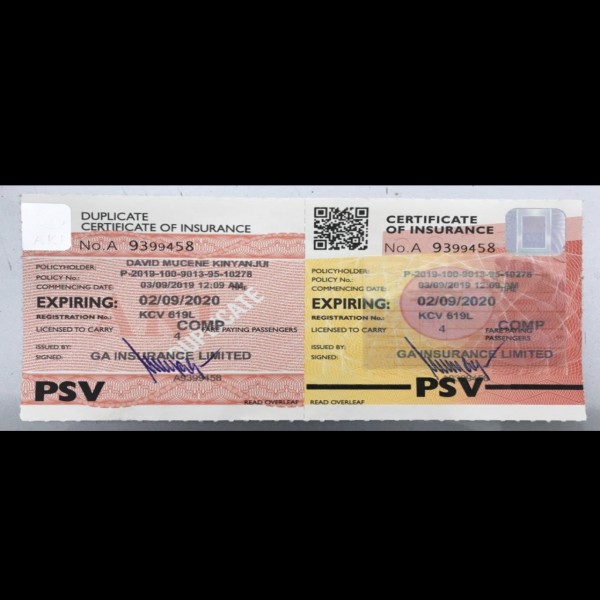 DUPLICATE
CERTIFICATE OF INSURANCE
No. A 9399458
POLICYHOLDER: DAVID MUCENE KINYANJUI
POLICY No.: P-2019-100-9013-95-10278
COMMENCING DATE: 03/09/2019 12:09 AM
EXPIRING: 02/09/2020
REGISTRATION No.: KCV 619L
COMP
LICENSED TO CARRY 4 FARE PAYING PASSENGERS
ISSUED BY: GA INSURANCE LIMITED
SIGNED:
A9399458
PSV
READ OVERLEAF
DUPLICATE
CERTIFICATE
OF INSURANCE
No. A 9399458
POLICYHOLDER:
POLICY No.: P-2019-100-9013-95-10278
COMMENCING DATE: 03/09/2019 12:09 AM
EXPIRING: 02/09/2020
REGISTRATION No.: KCV 619L
COMP
LICENSED TO CARRY 4 FARE PAYING
PASSENGERS
ISSUED BY: GA INSURANCE LIMITED
SIGNED:
PSV
READ OVERLEAF